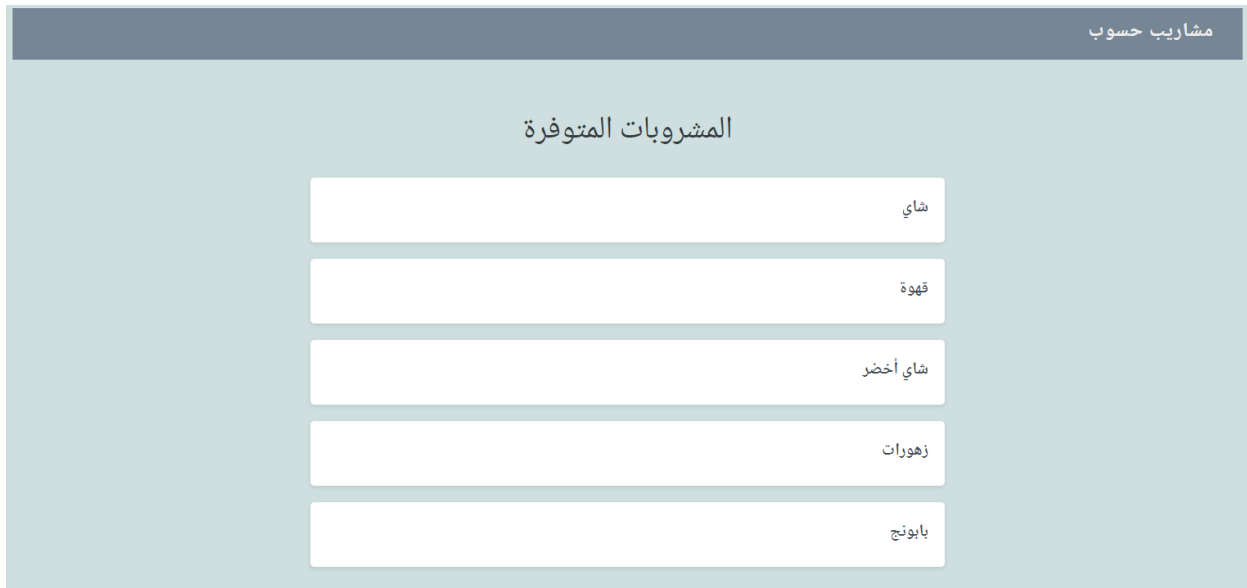 مشاريب حسوب
المشروبات المتوفرة
شاي
قهوة
شاي أخضر
زهورات
بابونج